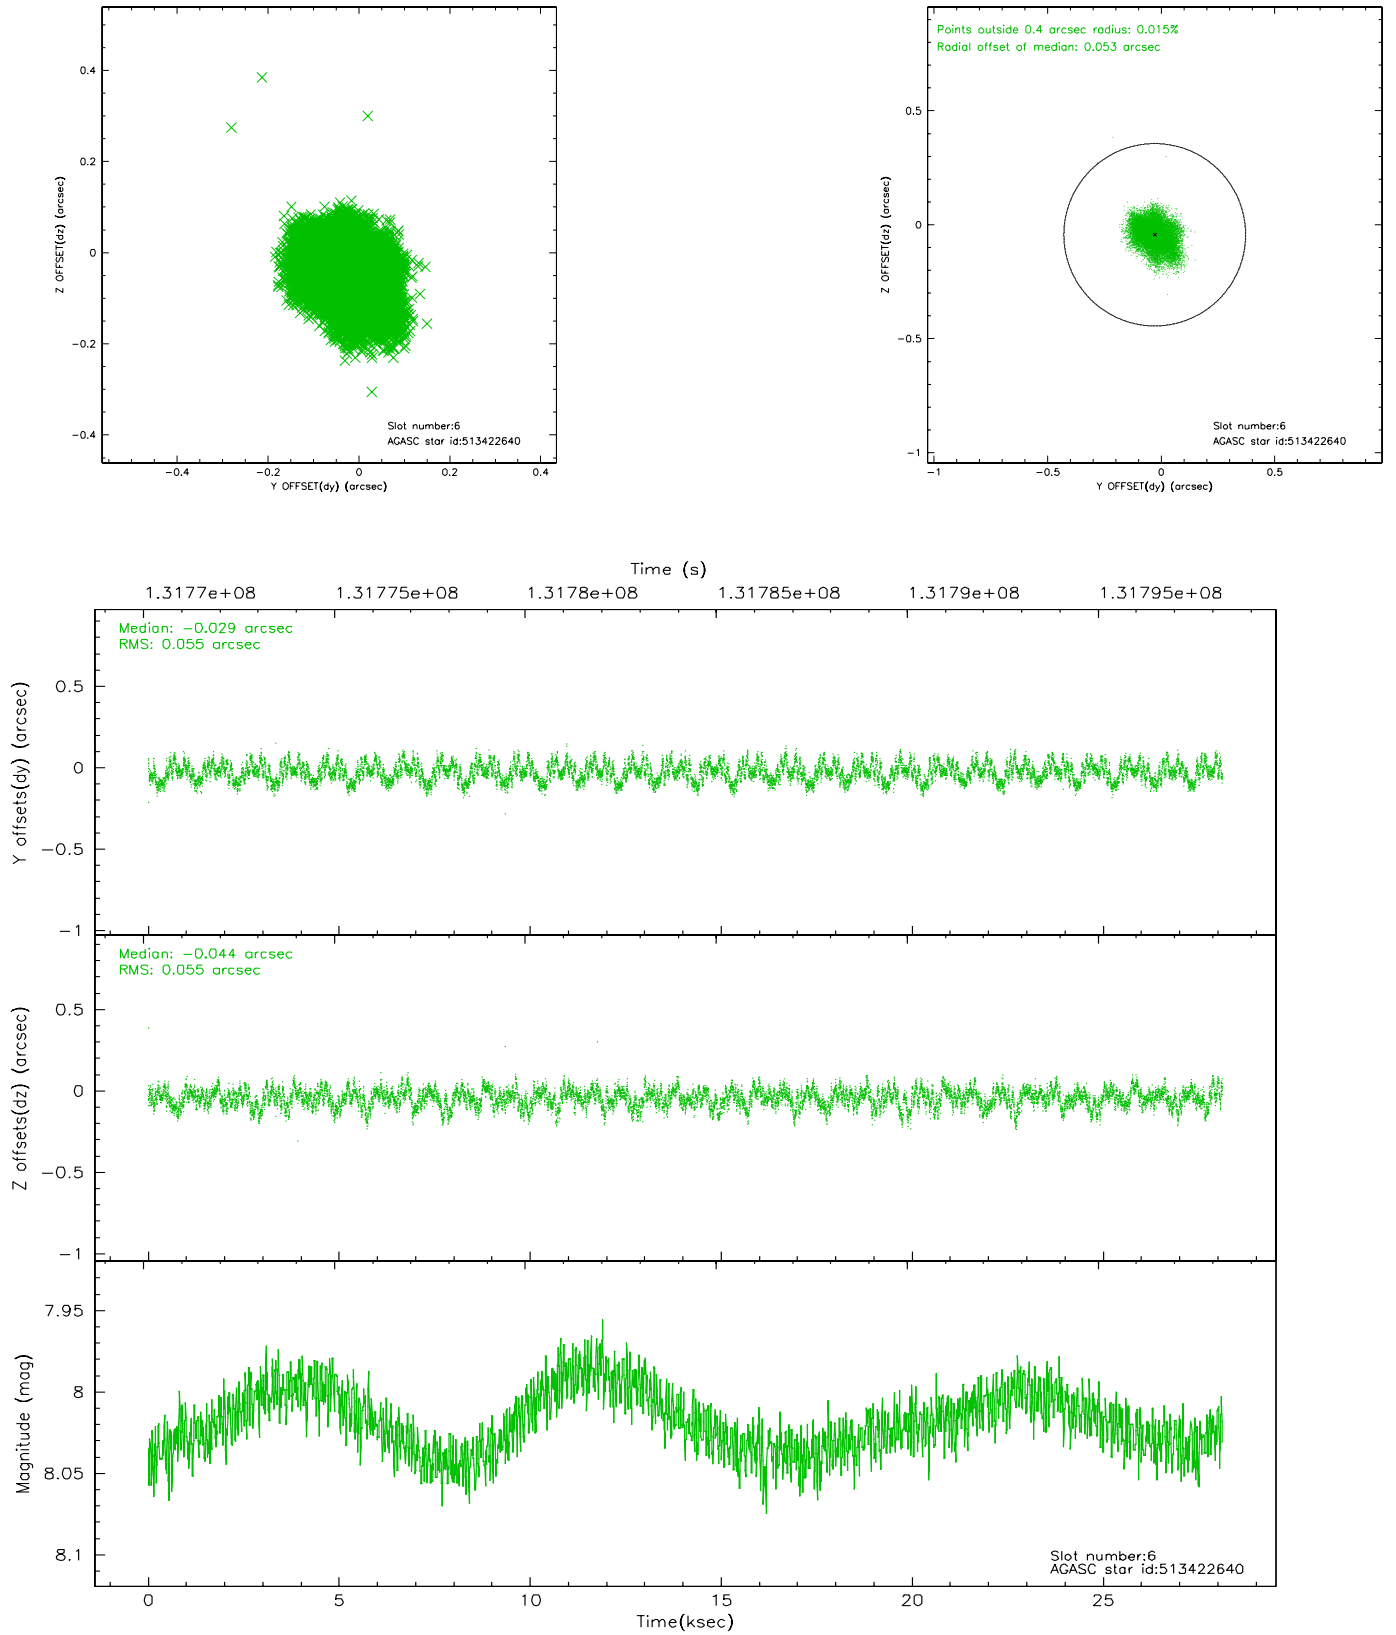 0.4
0.2
0
−0.2
−0.4
Z OFFSET(dz) (arcsec)
Slot number:6
AGASC star id:513422640
−0.4 −0.2 0 0.2 0.4
Y OFFSET(dy) (arcsec)
Points outside 0.4 arcsec radius: 0.015%
Radial offset of median: 0.053 arcsec
0.5
0
−0.5
−1
Z OFFSET(dz) (arcsec)
Slot number:6
AGASC star id:513422640
−1 −0.5 0 0.5
Y OFFSET(dy) (arcsec)
Time (s)
1.3177e+08 1.31775e+08 1.3178e+08 1.31785e+08 1.3179e+08 1.31795e+08
Median: −0.029 arcsec
RMS: 0.055 arcsec
0.5
0
−0.5
−1
Y offsets(dy) (arcsec)
Median: −0.044 arcsec
RMS: 0.055 arcsec
0.5
0
−0.5
−1
Z offsets(dz) (arcsec)
7.95
8
8.05
8.1
Magnitude (mag)
Slot number:6
AGASC star id:513422640
0 5 10 15 20 25
Time(ksec)